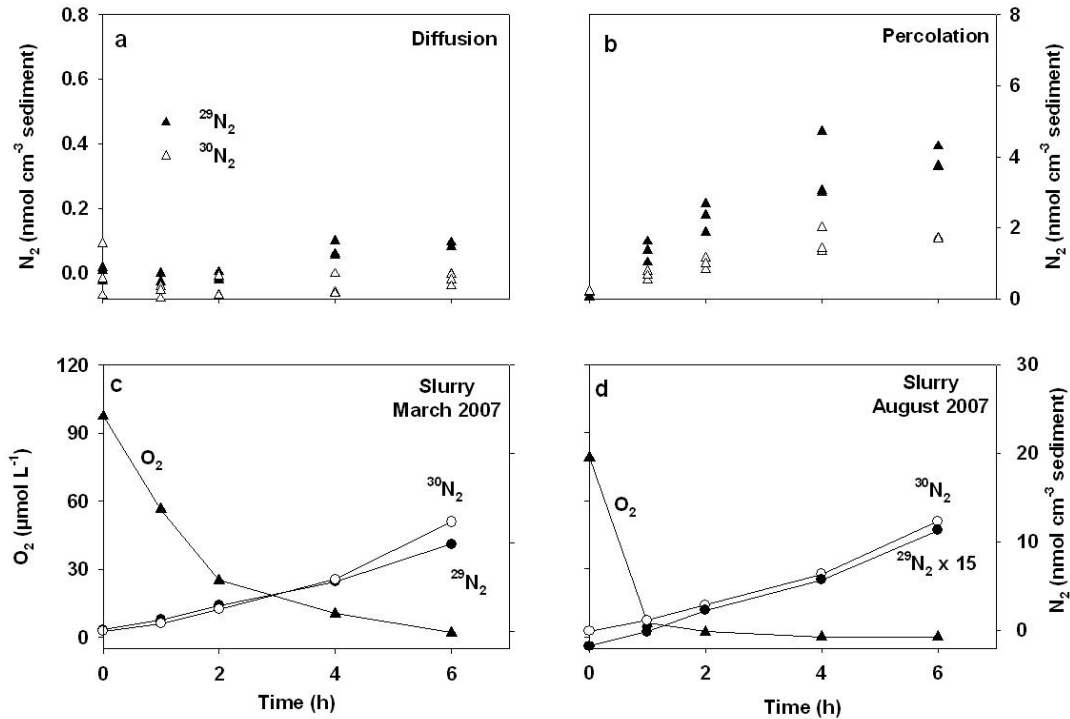 a
Diffusion
0.8
0.6
0.4
0.2
0.0
N₂ (nmol cm⁻³ sediment)
²⁹N₂
³⁰N₂
b
Percolation
8
6
4
2
0
N₂ (nmol cm⁻³ sediment)
c
Slurry
March 2007
120
90
60
30
0
O₂ (µmol L⁻¹)
O₂
³⁰N₂
²⁹N₂
0
2
4
6
Time (h)
d
Slurry
August 2007
30
20
10
0
N₂ (nmol cm⁻³ sediment)
O₂
³⁰N₂
²⁹N₂ x 15
0
2
4
6
Time (h)